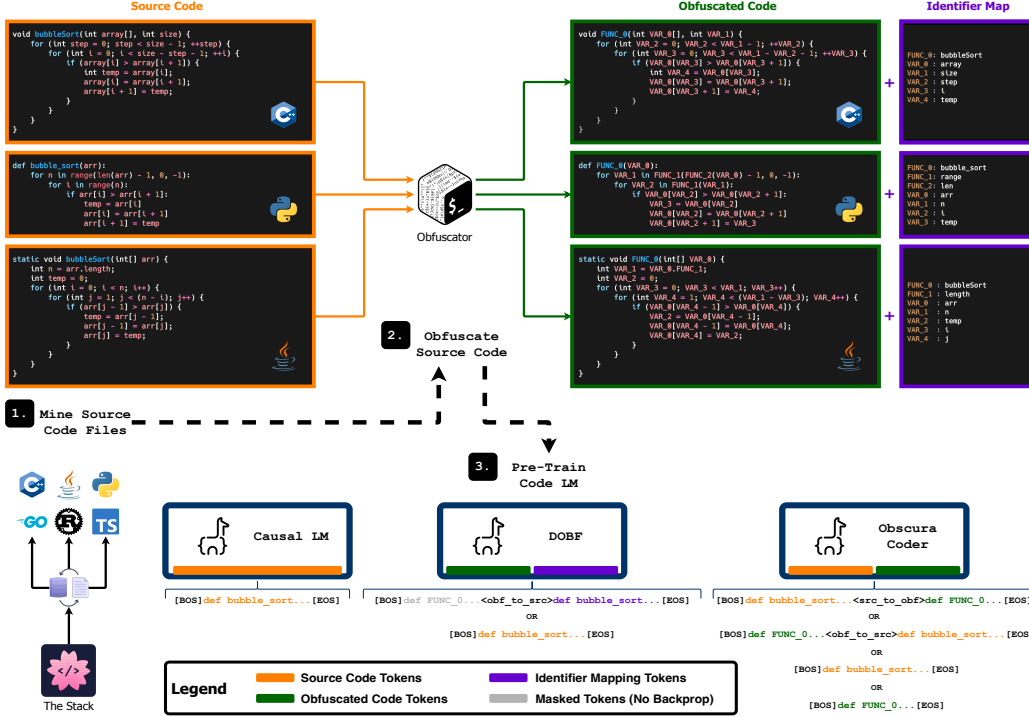 Source Code
Obfuscated Code
Identifier Map
void bubbleSort(int array[], int size) {
for (int step = 0; step < size - 1; ++step) {
for (int i = 0; i < size - step - 1; ++i) {
if (array[i] > array[i + 1]) {
int temp = array[i];
array[i] = array[i + 1];
array[i + 1] = temp;
}
}
}
}
C++
void FUNC_0(int VAR_0[], int VAR_1) {
for (int VAR_2 = 0; VAR_2 < VAR_1 - 1; ++VAR_2) {
for (int VAR_3 = 0; VAR_3 < VAR_1 - VAR_2 - 1; ++VAR_3) {
if (VAR_0[VAR_3] > VAR_0[VAR_3 + 1]) {
int VAR_4 = VAR_0[VAR_3];
VAR_0[VAR_3] = VAR_0[VAR_3 + 1];
VAR_0[VAR_3 + 1] = VAR_4;
}
}
}
}
C++
+
FUNC_0: bubbleSort
VAR_0 : array
VAR_1 : size
VAR_2 : step
VAR_3 : i
VAR_4 : temp
def bubble_sort(arr):
for n in range(len(arr) - 1, 0, -1):
for i in range(n):
if arr[i] > arr[i + 1]:
temp = arr[i]
arr[i] = arr[i + 1]
arr[i + 1] = temp
$_
Obfuscator
def FUNC_0(VAR_0):
for VAR_1 in FUNC_1(FUNC_2(VAR_0) - 1, 0, -1):
for VAR_2 in FUNC_1(VAR_1):
if VAR_0[VAR_2] > VAR_0[VAR_2 + 1]:
VAR_3 = VAR_0[VAR_2]
VAR_0[VAR_2] = VAR_0[VAR_2 + 1]
VAR_0[VAR_2 + 1] = VAR_3
+
FUNC_0: bubble_sort
FUNC_1: range
FUNC_2: len
VAR_0 : arr
VAR_1 : n
VAR_2 : i
VAR_3 : temp
static void bubbleSort(int[] arr) {
int n = arr.length;
int temp = 0;
for (int i = 0; i < n; i++) {
for (int j = 1; j < (n - i); j++) {
if (arr[j - 1] > arr[j]) {
temp = arr[j - 1];
arr[j - 1] = arr[j];
arr[j] = temp;
}
}
}
}
static void FUNC_0(int[] VAR_0) {
int VAR_1 = VAR_0.FUNC_1;
int VAR_2 = 0;
for (int VAR_3 = 0; VAR_3 < VAR_1; VAR_3++) {
for (int VAR_4 = 1; VAR_4 < (VAR_1 - VAR_3); VAR_4++) {
if (VAR_0[VAR_4 - 1] > VAR_0[VAR_4]) {
VAR_2 = VAR_0[VAR_4 - 1];
VAR_0[VAR_4 - 1] = VAR_0[VAR_4];
VAR_0[VAR_4] = VAR_2;
}
}
}
}
+
FUNC_0 : bubbleSort
FUNC_1 : length
VAR_0 : arr
VAR_1 : n
VAR_2 : temp
VAR_3 : i
VAR_4 : j
2. Obfuscate
Source Code
1. Mine Source
Code Files
3. Pre-Train
Code LM
C++
GO
R
TS
</>
The Stack
Causal LM
DOBF
Obscura
Coder
[BOS]def bubble_sort...[EOS]
[BOS]def FUNC_0...<obf_to_src>def bubble_sort...[EOS]
OR
[BOS]def bubble_sort...[EOS]
[BOS]def bubble_sort...<src_to_obf>def FUNC_0...[EOS]
OR
[BOS]def FUNC_0...<obf_to_src>def bubble_sort...[EOS]
OR
[BOS]def bubble_sort...[EOS]
OR
[BOS]def FUNC_0...[EOS]
Legend
Source Code Tokens
Identifier Mapping Tokens
Obfuscated Code Tokens
Masked Tokens (No Backprop)